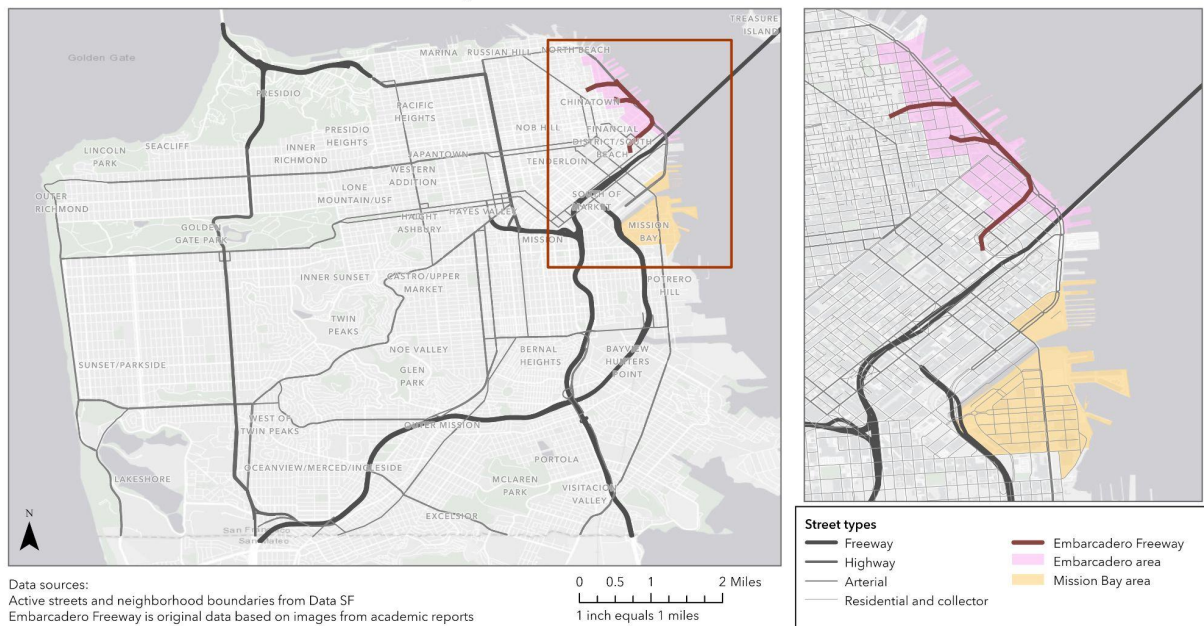 TREASURE
ISLAND
Golden Gate
MARINA
RUSSIAN HILL
NORTH BEACH
PRESIDIO
PACIFIC
HEIGHTS
CHINATOWN
NOB HILL
FINANCIAL
DISTRICT/SOUTH
BEACH
PRESIDIO
HEIGHTS
LINCOLN
PARK
SEACLIFF
INNER
RICHMOND
JAPANTOWN
TENDERLOIN
WESTERN
ADDITION
OUTER
RICHMOND
LONE
MOUNTAIN/USF
SOUTH OF
MARKET
HAYES VALLEY
HAIGHT
ASHBURY
GOLDEN
GATE PARK
MISSION
MISSION
BAY
INNER SUNSET
CASTRO/UPPER
MARKET
POTRERO
HILL
TWIN
PEAKS
NOE VALLEY
BERNAL
HEIGHTS
BAYVIEW
HUNTERS
POINT
SUNSET/PARKSIDE
GLEN
PARK
WEST OF
TWIN PEAKS
OUTER MISSION
OCEANVIEW/MERCED/INGLESIDE
PORTOLA
LAKESHORE
MCLAREN
PARK
VISITACION
VALLEY
EXCELSIOR
San Francisco
San Mateo
N
Data sources:
Active streets and neighborhood boundaries from Data SF
Embarcadero Freeway is original data based on images from academic reports
0 0.5 1 2 Miles
1 inch equals 1 miles
Street types
Freeway
Highway
Arterial
Residential and collector
Embarcadero Freeway
Embarcadero area
Mission Bay area